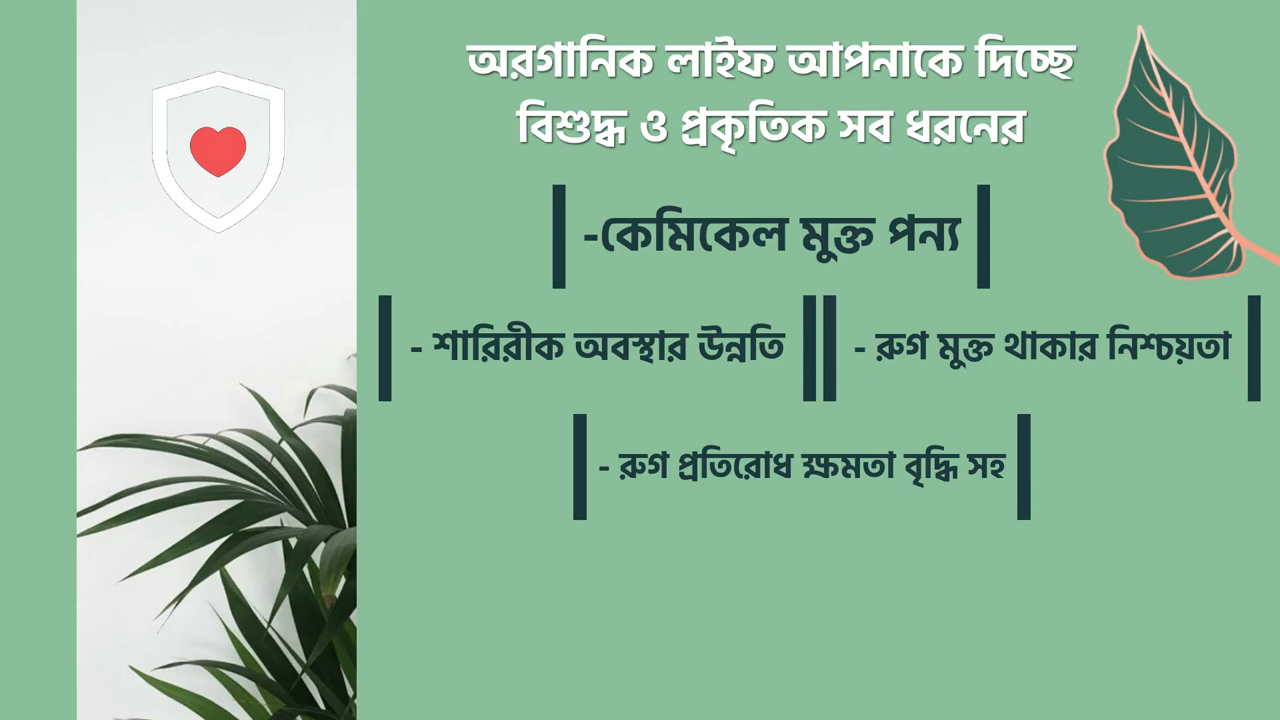 অরগানিক লাইফ আপনাকে দিচ্ছে
বিশুদ্ধ ও প্রকৃতিক সব ধরনের
-কেমিকেল মুক্ত পন্য
- শারিরীক অবস্থার উন্নতি
- রুগ মুক্ত থাকার নিশ্চয়তা
- রুগ প্রতিরোধ ক্ষমতা বৃদ্ধি সহ